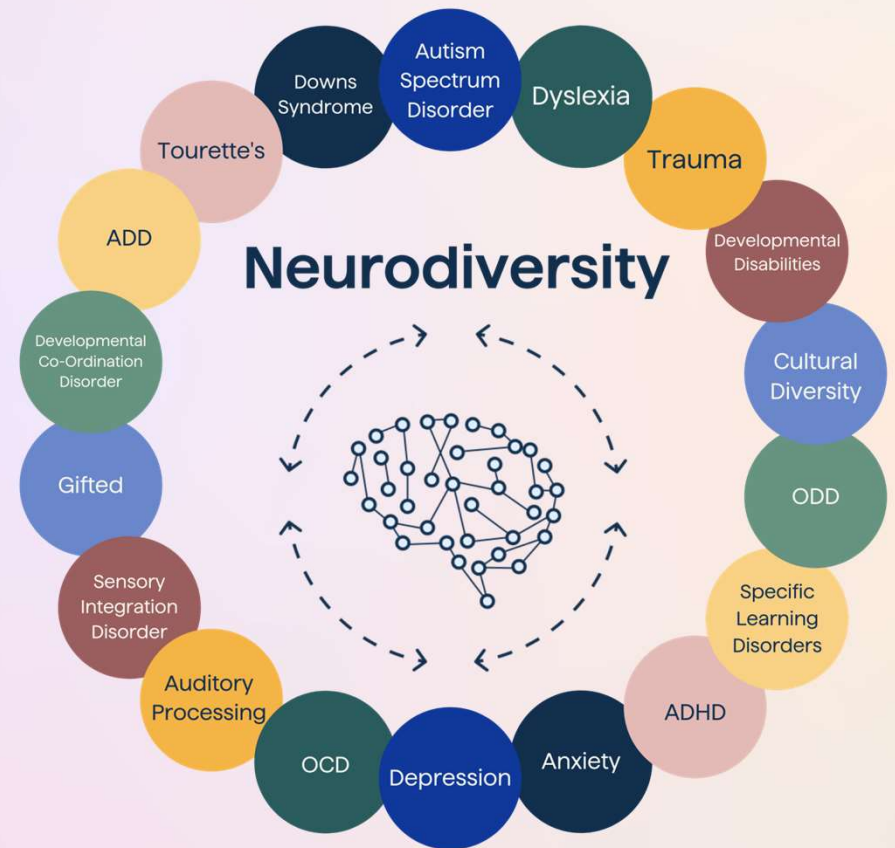 Autism
Spectrum
Disorder
Dyslexia
Trauma
Developmental
Disabilities
Cultural
Diversity
ODD
Specific
Learning
Disorders
ADHD
Anxiety
Depression
OCD
Auditory
Processing
Sensory
Integration
Disorder
Gifted
Developmental
Co-Ordination
Disorder
ADD
Tourette's
Downs
Syndrome
Neurodiversity